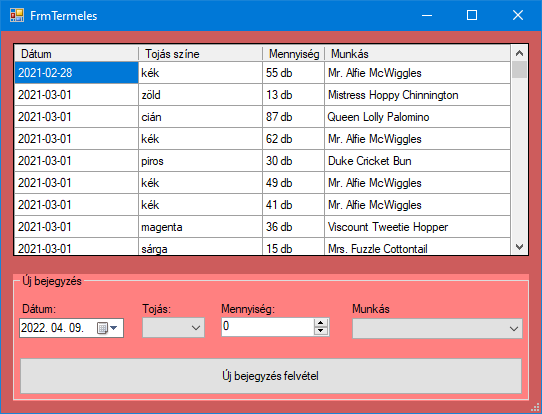 FrmTermeles
Dátum Tojás színe Mennyiség Munkás
2021-02-28 kék 55 db Mr. Alfie McWiggles
2021-03-01 zöld 13 db Mistress Hoppy Chinnington
2021-03-01 cián 87 db Queen Lolly Palomino
2021-03-01 kék 62 db Mr. Alfie McWiggles
2021-03-01 piros 30 db Duke Cricket Bun
2021-03-01 kék 49 db Mr. Alfie McWiggles
2021-03-01 kék 41 db Mr. Alfie McWiggles
2021-03-01 magenta 36 db Viscount Tweetie Hopper
2021-03-01 sárga 15 db Mrs. Fuzzle Cottontail
Új bejegyzés
Dátum: Tojás: Mennyiség: Munkás
2022. 04. 09. 0
Új bejegyzés felvétel